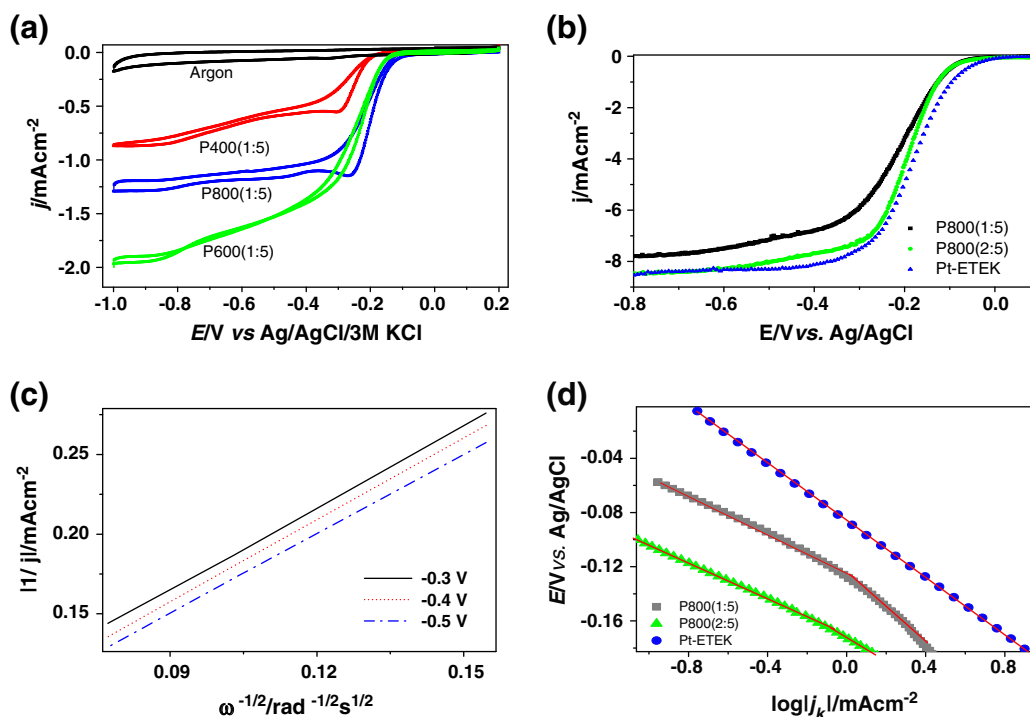 (a)
0.0
-0.5
-1.0
-1.5
-2.0
j/mAcm-2
Argon
P400(1:5)
P800(1:5)
P600(1:5)
-1.0 -0.8 -0.6 -0.4 -0.2 0.0 0.2
E/V vs Ag/AgCl/3M KCl
(b)
0
-2
-4
-6
-8
j/mAcm-2
P800(1:5)
P800(2:5)
Pt-ETEK
-0.8 -0.6 -0.4 -0.2 0.0
E/V vs. Ag/AgCl
(c)
0.25
0.20
0.15
|1/ j|/mAcm-2
-0.3 V
-0.4 V
-0.5 V
0.09 0.12 0.15
ω -1/2/rad -1/2s1/2
(d)
-0.04
-0.08
-0.12
-0.16
E/V vs. Ag/AgCl
P800(1:5)
P800(2:5)
Pt-ETEK
-0.8 -0.4 0.0 0.4 0.8
log|jk|/mAcm-2